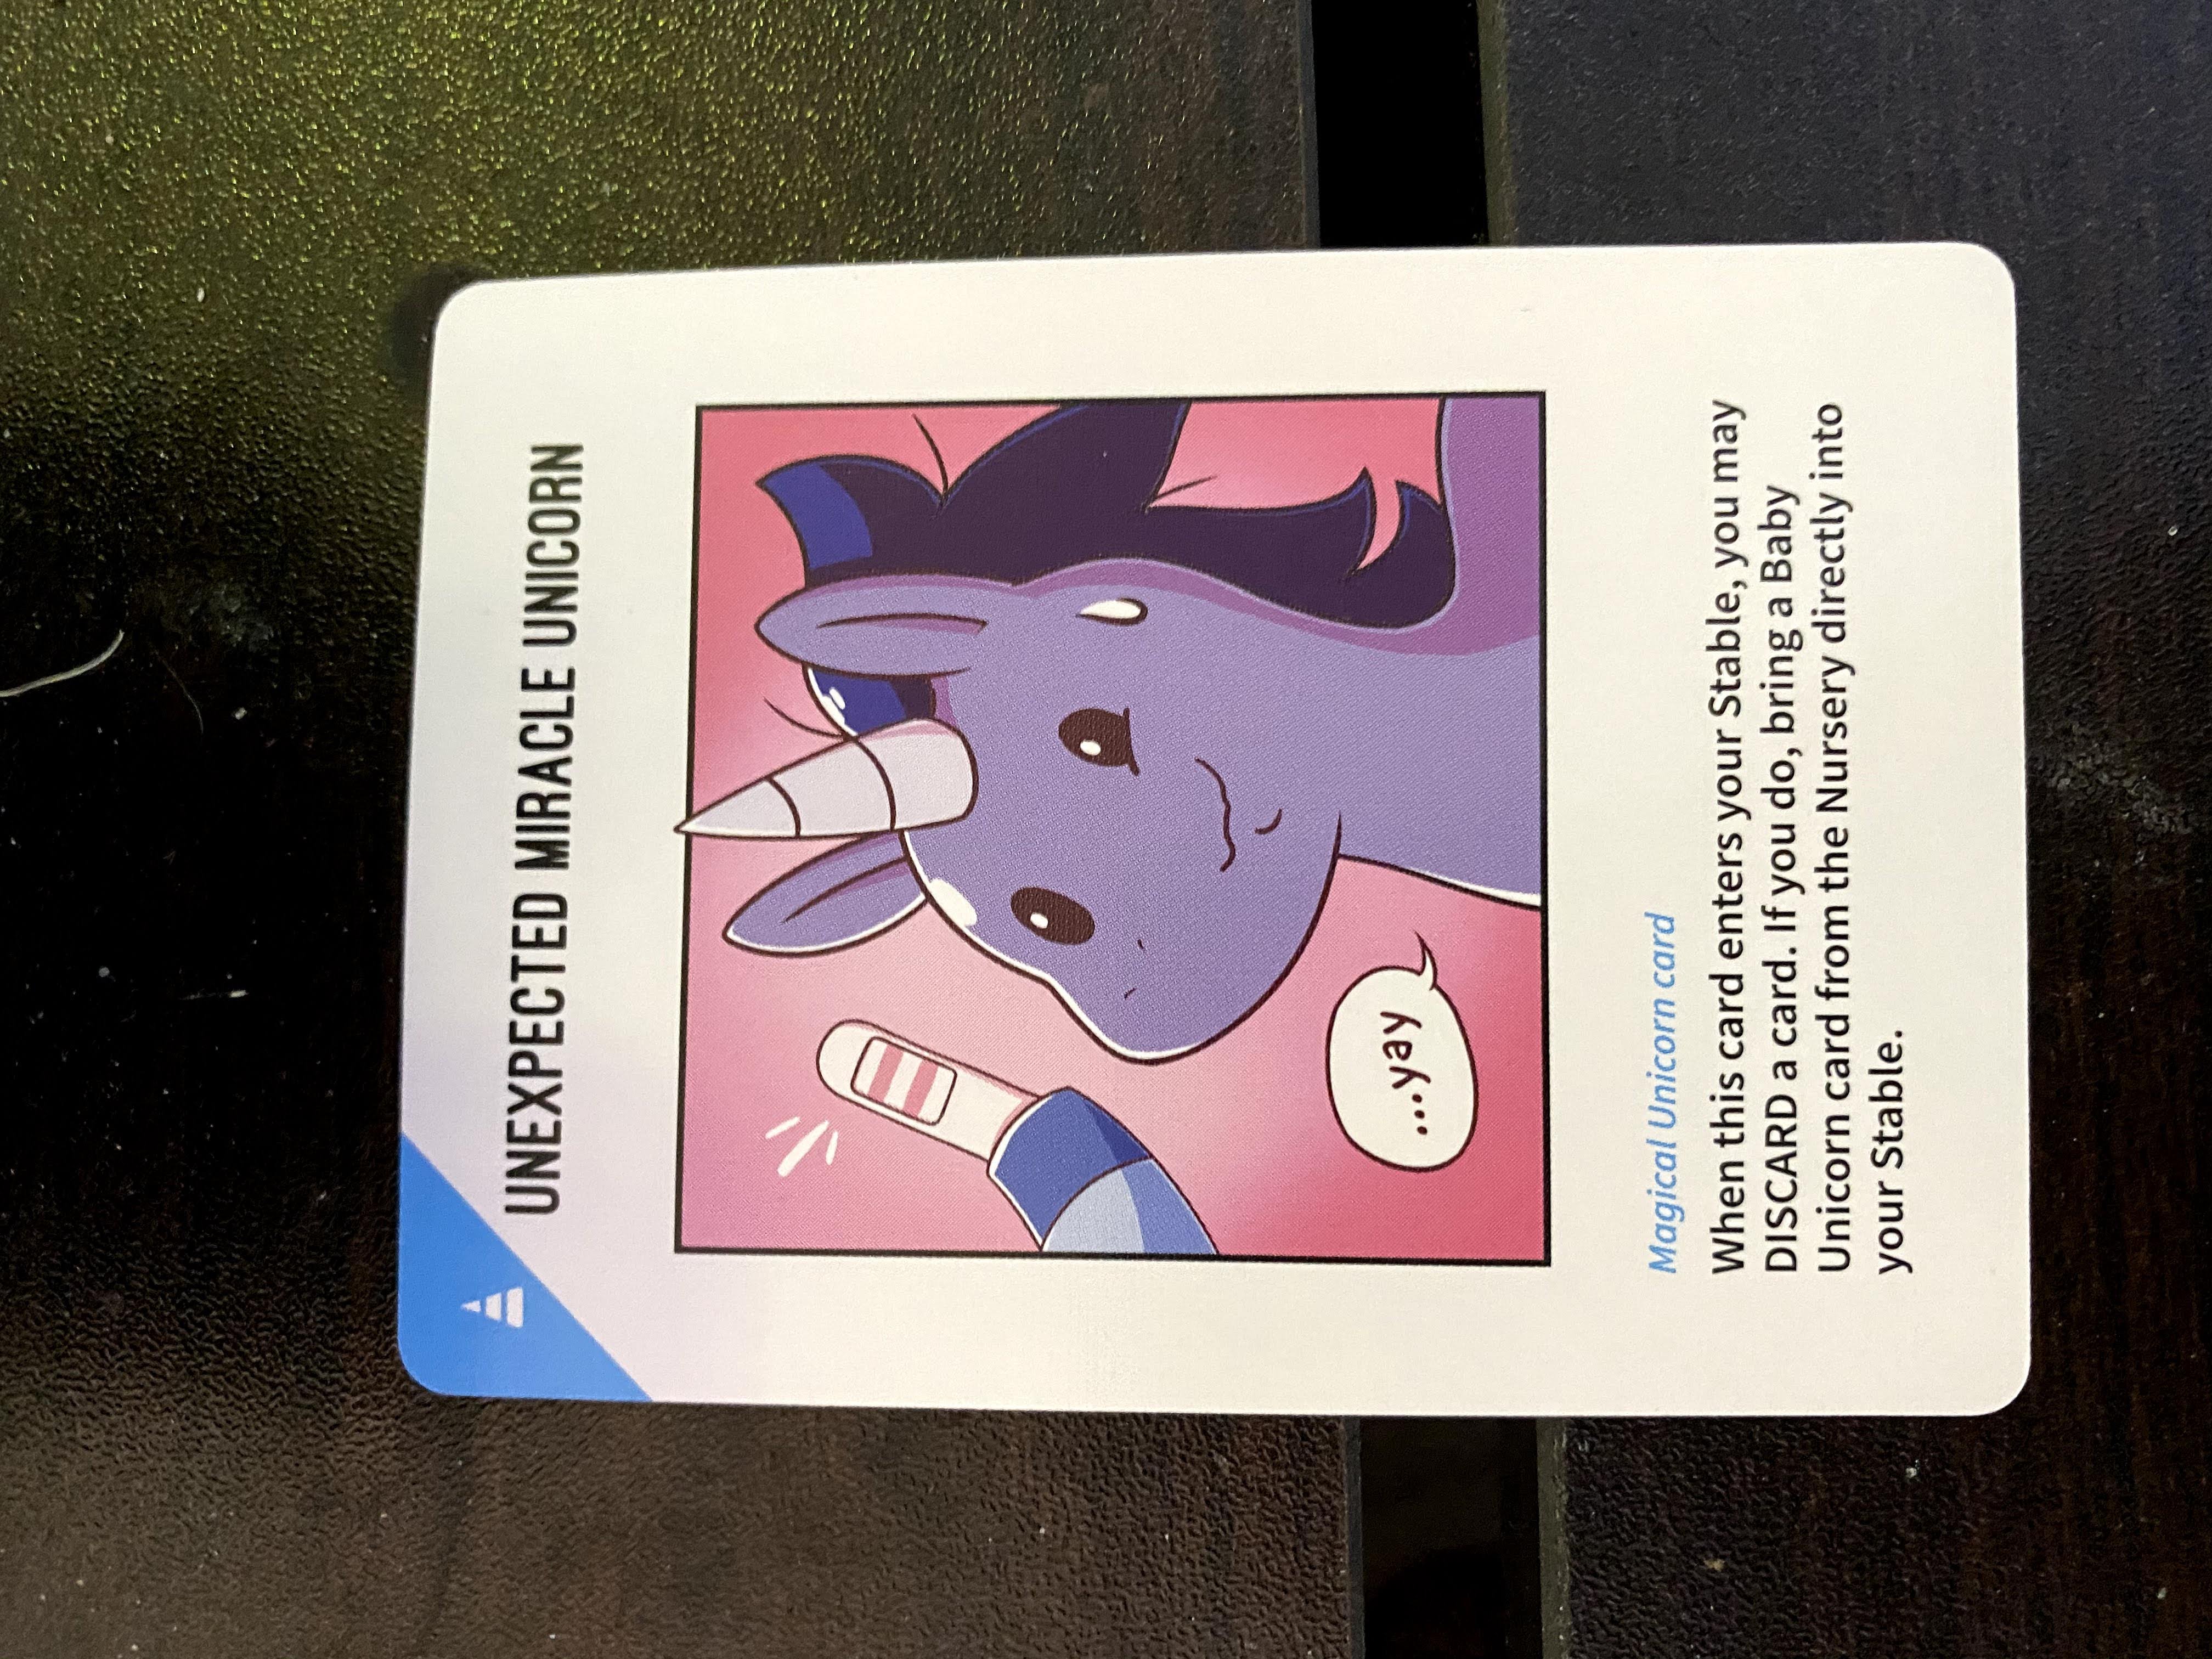 UNEXPECTED MIRACLE UNICORN
...yay
Magical Unicorn card
When this card enters your Stable, you may
DISCARD a card. If you do, bring a Baby
Unicorn card from the Nursery directly into
your Stable.